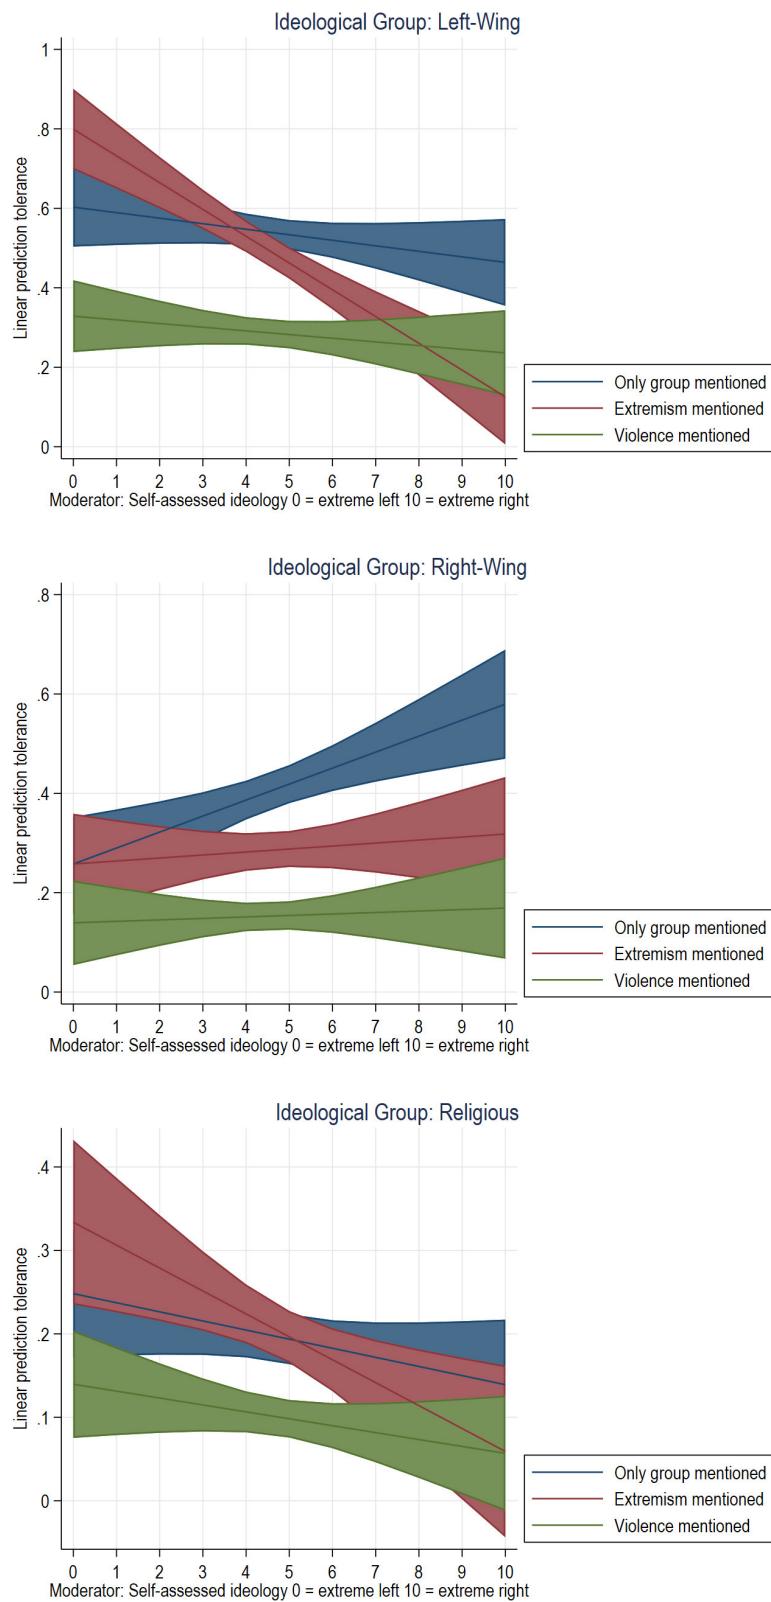 Ideological Group: Left-Wing
Linear prediction tolerance
1
.8
.6
.4
.2
0
0 1 2 3 4 5 6 7 8 9 10
Moderator: Self-assessed ideology 0 = extreme left 10 = extreme right
Only group mentioned
Extremism mentioned
Violence mentioned
Ideological Group: Right-Wing
Linear prediction tolerance
.8
.6
.4
.2
0
0 1 2 3 4 5 6 7 8 9 10
Moderator: Self-assessed ideology 0 = extreme left 10 = extreme right
Only group mentioned
Extremism mentioned
Violence mentioned
Ideological Group: Religious
Linear prediction tolerance
.4
.3
.2
.1
0
0 1 2 3 4 5 6 7 8 9 10
Moderator: Self-assessed ideology 0 = extreme left 10 = extreme right
Only group mentioned
Extremism mentioned
Violence mentioned